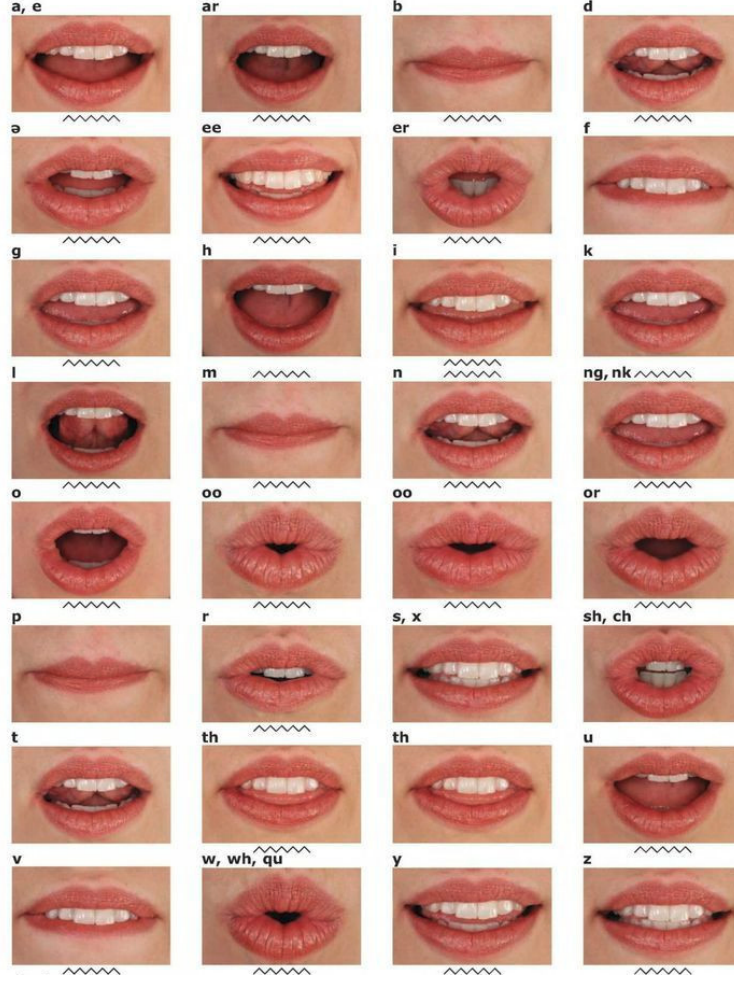 a, e ar b d
ə ee er f
g h i k
l m n ng, nk
o oo oo or
p r s, x sh, ch
t th th u
v w, wh, qu y z